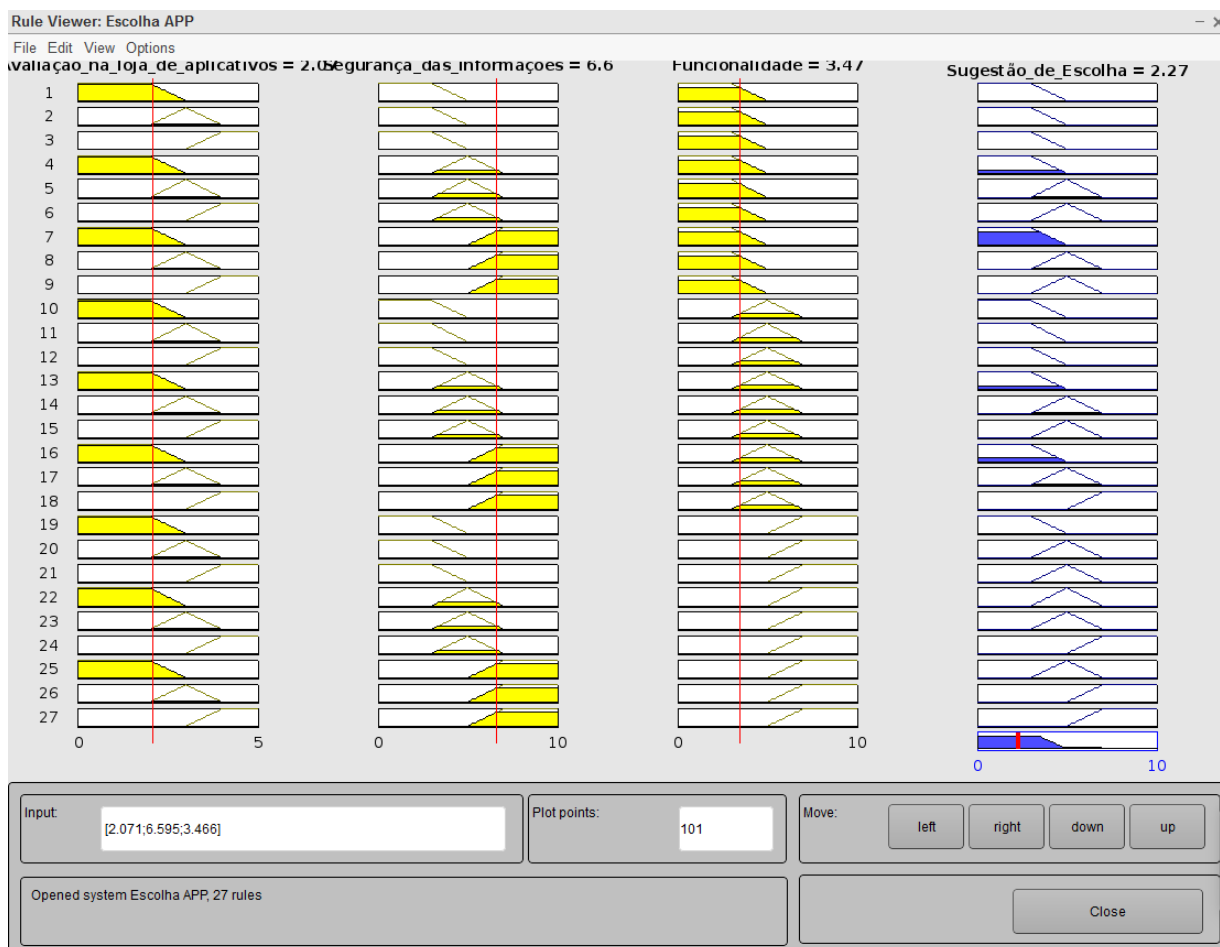 Rule Viewer: Escolha APP
File Edit View Options
Avaliação_na_loja_de_aplicativos = 2.07
Segurança_das_informações = 6.6
Funcionalidade = 3.47
Sugestão_de_Escolha = 2.27
1
2
3
4
5
6
7
8
9
10
11
12
13
14
15
16
17
18
19
20
21
22
23
24
25
26
27
0 5 0 10 0 10
0 10
Input: [2.071;6.595;3.466] Plot points: 101 Move: left right down up
Opened system Escolha APP, 27 rules
Close